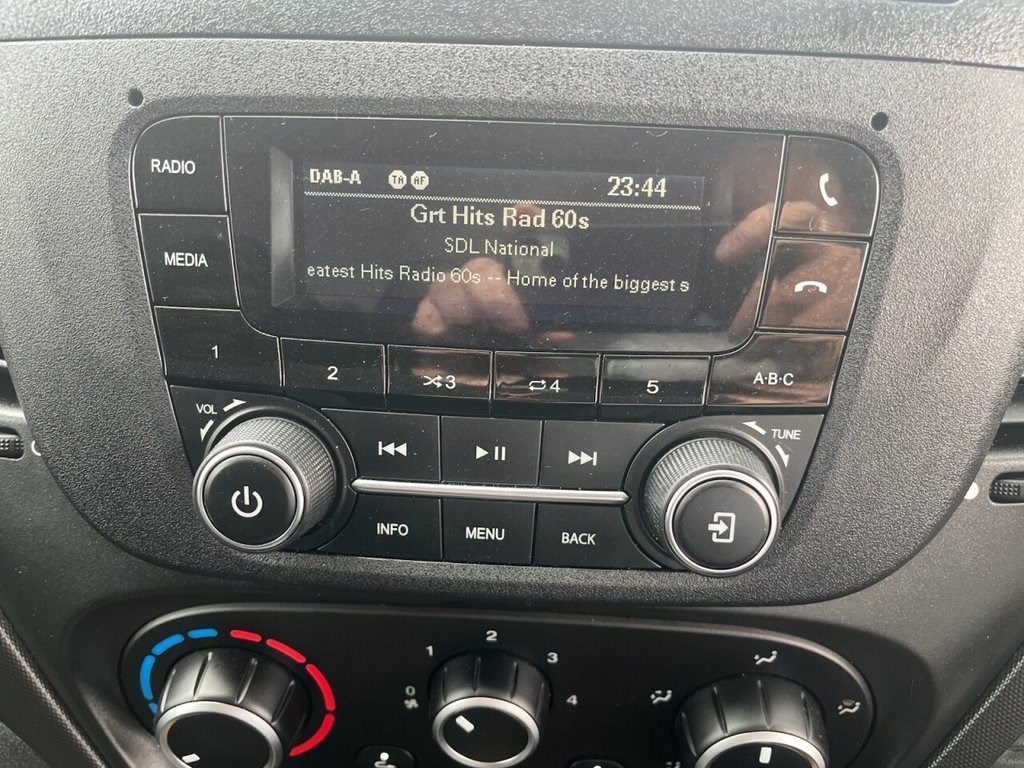 RADIO
DAB-A TA AF 23:44
Grt Hits Rad 60s
MEDIA
SDL National
eatest Hits Radio 60s -- Home of the biggest s
1 2 3 4 5 A·B·C
VOL TUNE
INFO MENU BACK
2
1 3
0 4